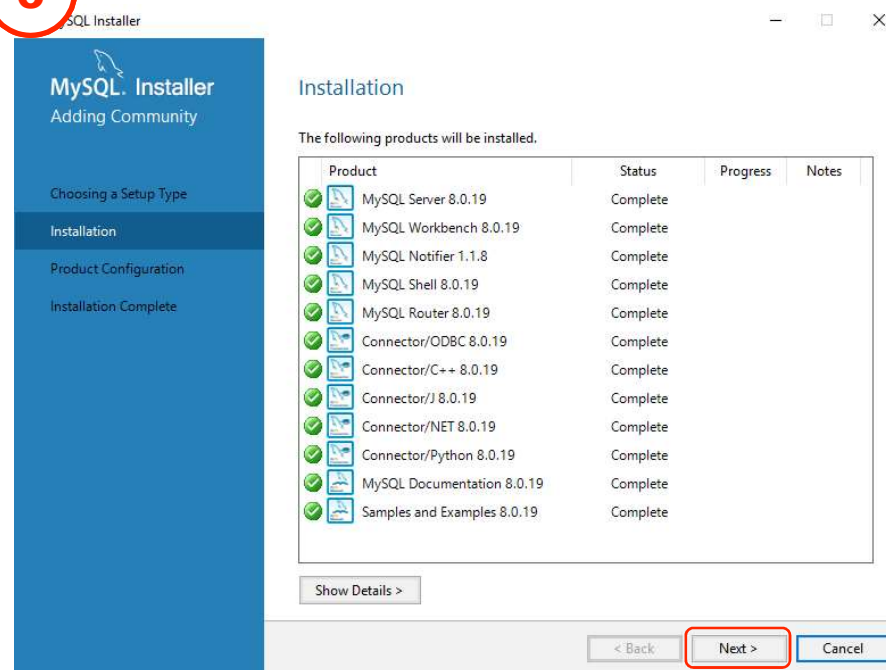 MySQL Installer
MySQL. Installer
Adding Community
Choosing a Setup Type
Installation
Product Configuration
Installation Complete
Installation
The following products will be installed.
Product Status Progress Notes
MySQL Server 8.0.19 Complete
MySQL Workbench 8.0.19 Complete
MySQL Notifier 1.1.8 Complete
MySQL Shell 8.0.19 Complete
MySQL Router 8.0.19 Complete
Connector/ODBC 8.0.19 Complete
Connector/C++ 8.0.19 Complete
Connector/J 8.0.19 Complete
Connector/NET 8.0.19 Complete
Connector/Python 8.0.19 Complete
MySQL Documentation 8.0.19 Complete
Samples and Examples 8.0.19 Complete
Show Details >
< Back Next > Cancel